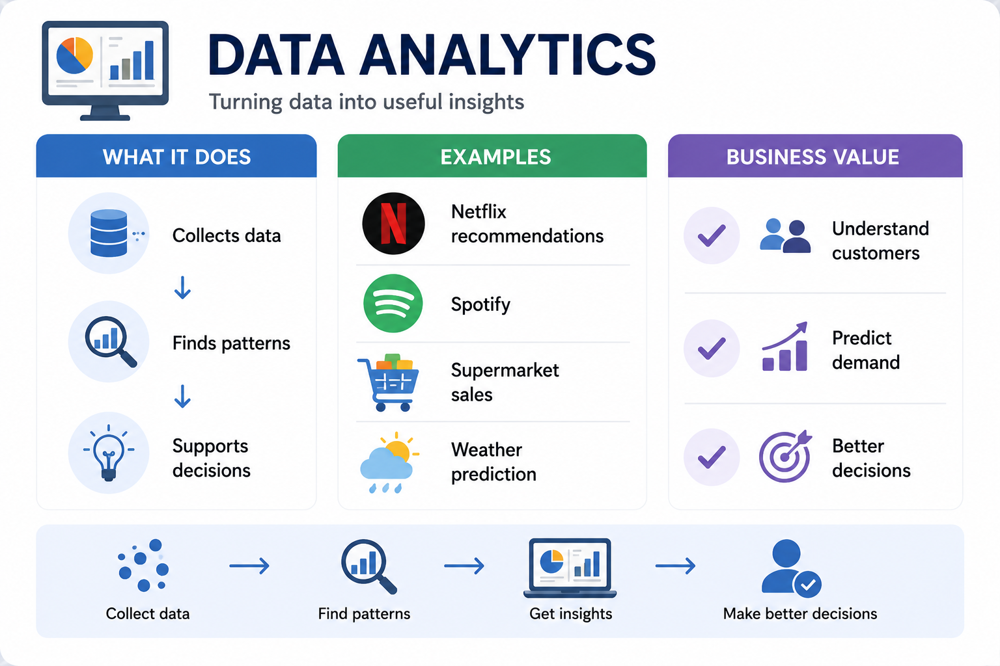 DATA ANALYTICS
Turning data into useful insights
WHAT IT DOES
Collects data
Finds patterns
Supports
decisions
EXAMPLES
N
Netflix
recommendations
Spotify
Supermarket
sales
Weather
prediction
BUSINESS VALUE
Understand
customers
Predict
demand
Better
decisions
Collect data
Find patterns
Get insights
Make better decisions